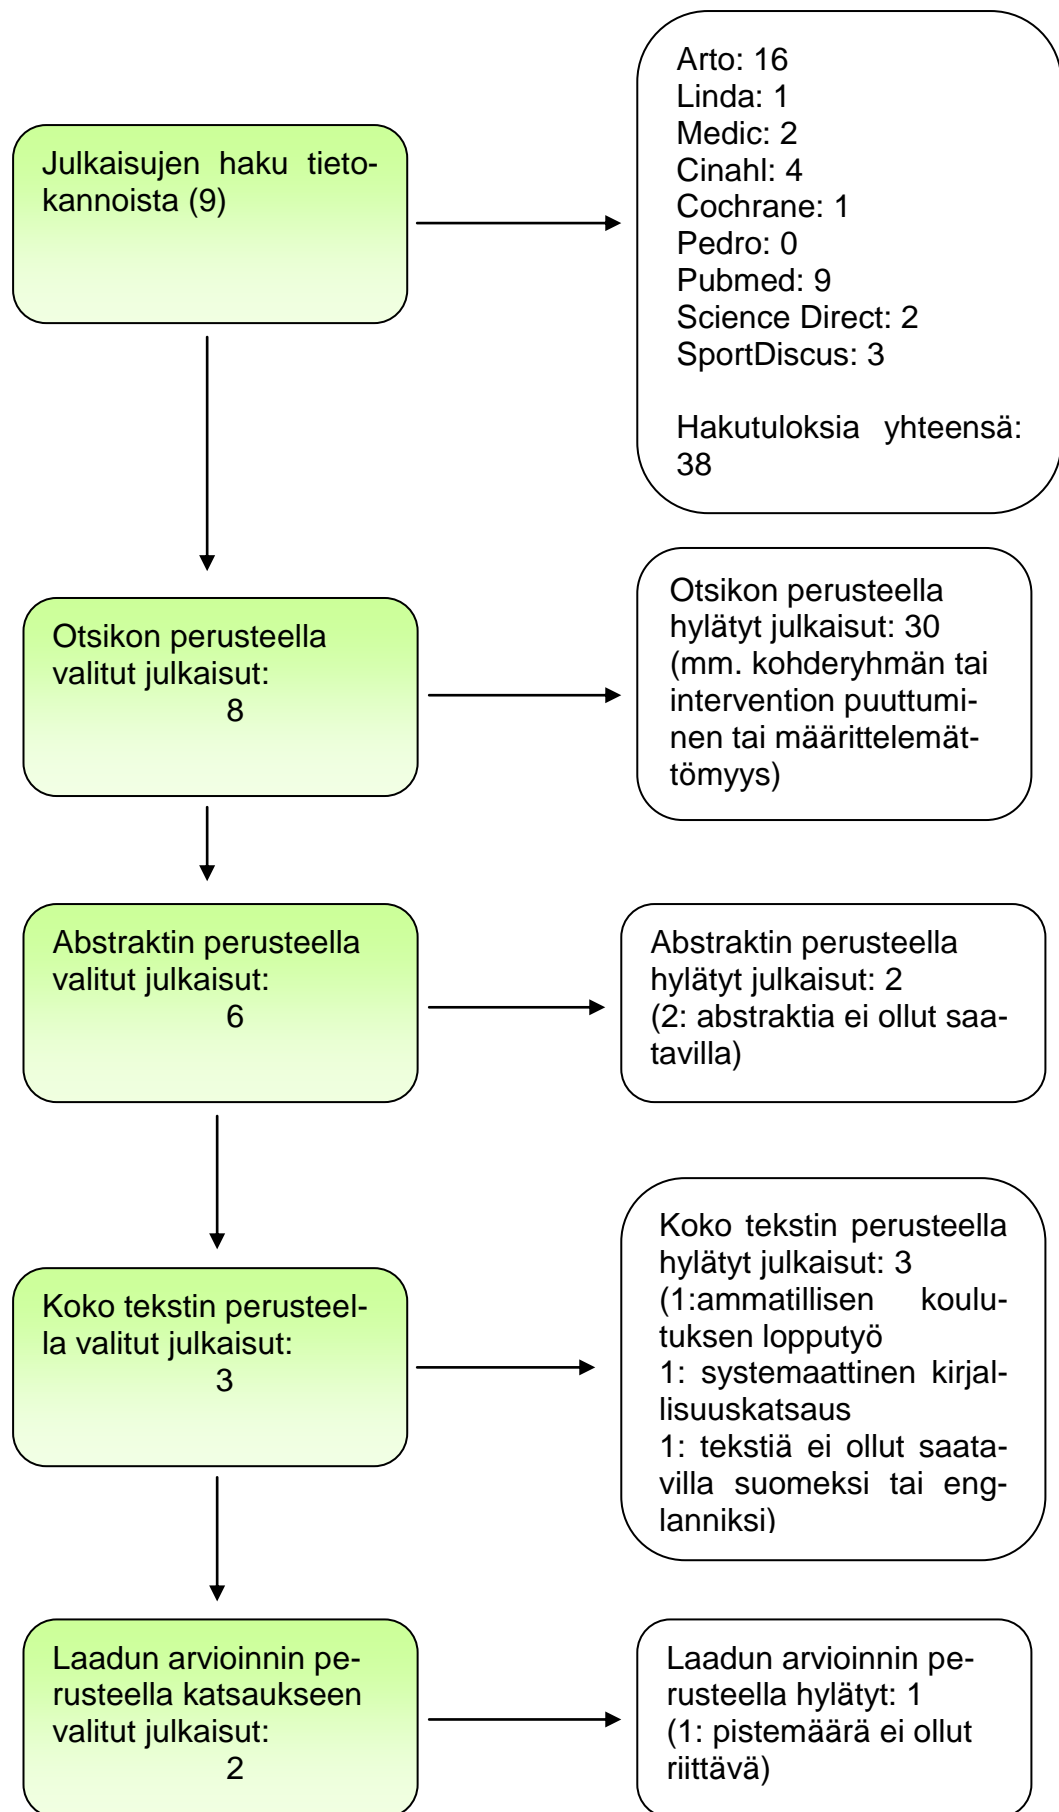 Julkaisujen haku tieto-
kannoista (9)
Arto: 16
Linda: 1
Medic: 2
Cinahl: 4
Cochrane: 1
Pedro: 0
Pubmed: 9
Science Direct: 2
SportDiscus: 3
Hakutuloksia yhteensä:
38
Otsikon perusteella
valitut julkaisut:
8
Otsikon perusteella
hylätyt julkaisut: 30
(mm. kohderyhmän tai
intervention puuttumi-
nen tai määrittelemät-
tömyys)
Abstraktin perusteella
valitut julkaisut:
6
Abstraktin perusteella
hylätyt julkaisut: 2
(2: abstraktia ei ollut saa-
tavilla)
Koko tekstin perusteel-
la valitut julkaisut:
3
Koko tekstin perusteella
hylätyt julkaisut: 3
(1:ammatillisen koulu-
tuksen lopputyö
1: systemaattinen kirjal-
lisuuskatsaus
1: tekstiä ei ollut saata-
villa suomeksi tai eng-
lanniksi)
Laadun arvioinnin pe-
rusteella katsaukseen
valitut julkaisut:
2
Laadun arvioinnin pe-
rusteella hylätyt: 1
(1: pistemäärä ei ollut
riittävä)